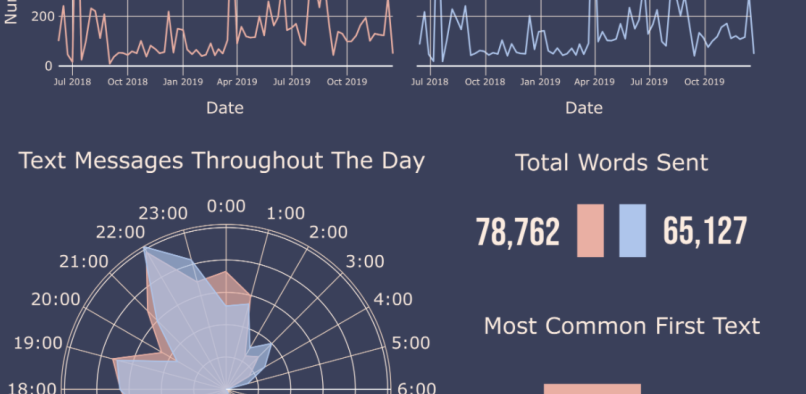 Nu
200
0
Jul 2018 Oct 2018 Jan 2019 Apr 2019 Jul 2019 Oct 2019
Date
Jul 2018 Oct 2018 Jan 2019 Apr 2019 Jul 2019 Oct 2019
Date
Text Messages Throughout The Day
0:00
23:00 1:00
22:00 2:00
21:00 3:00
20:00 4:00
19:00 5:00
18:00 6:00
Total Words Sent
78,762 65,127
Most Common First Text